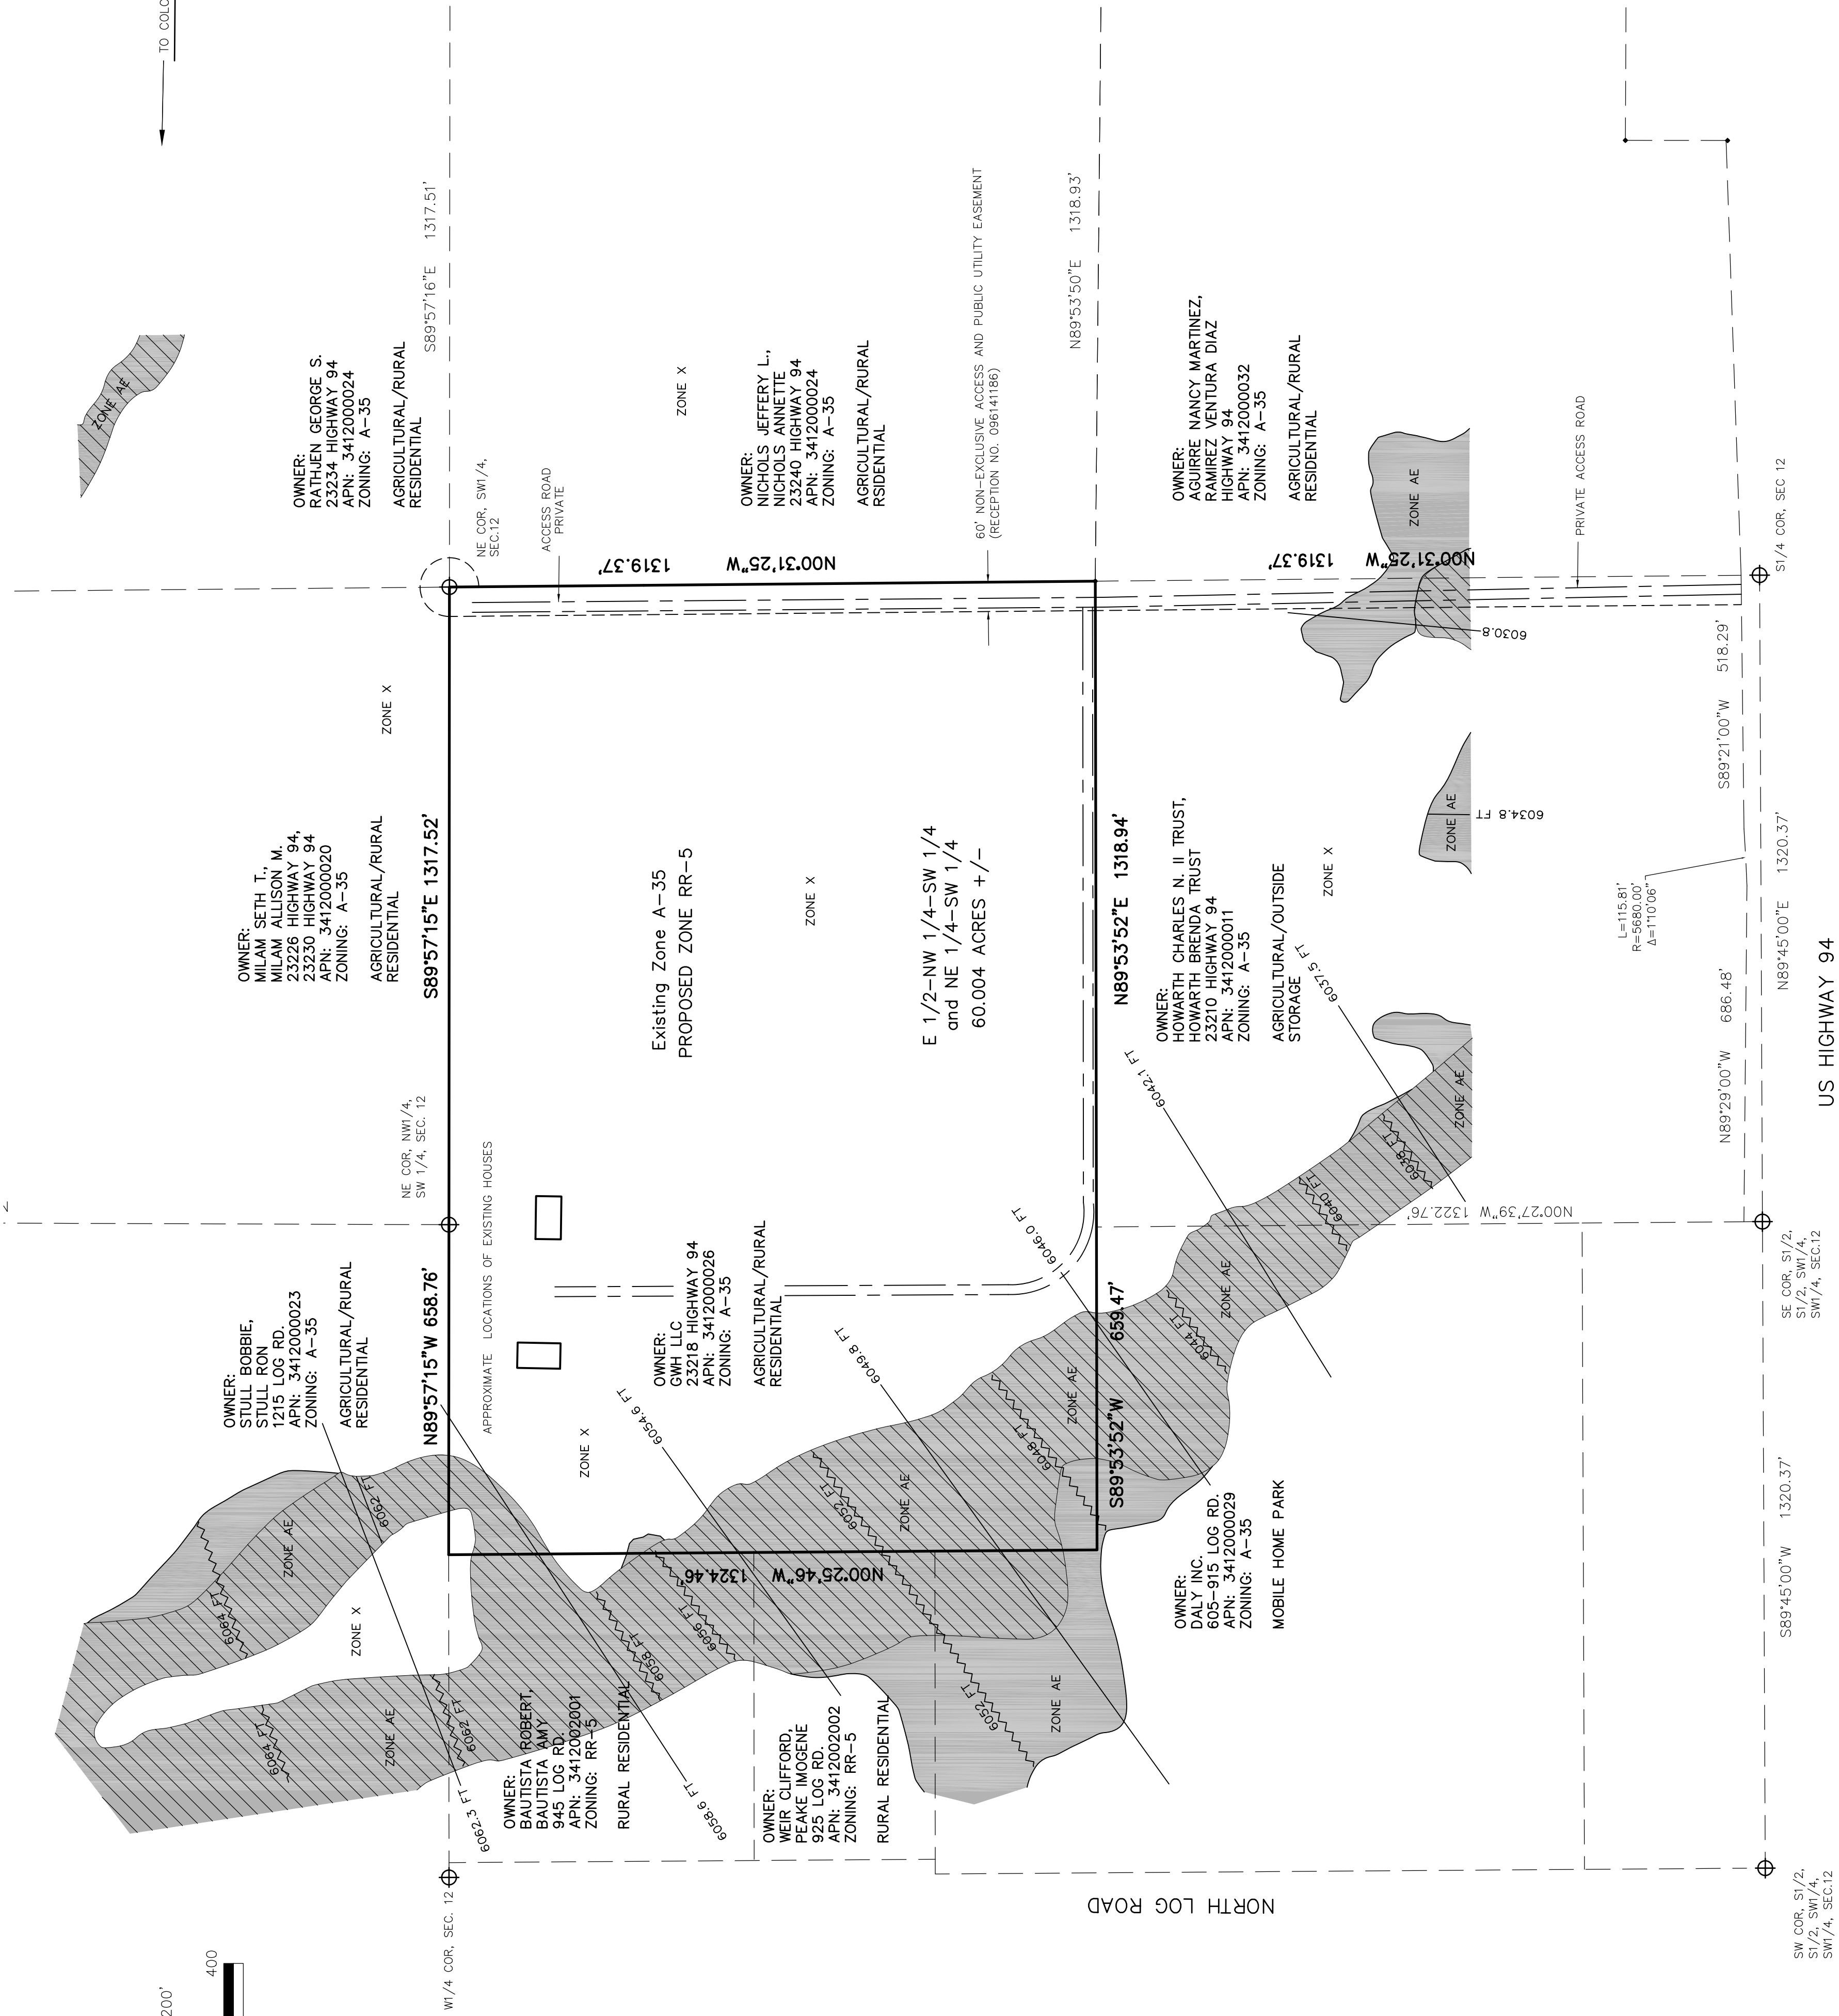 TO COLO
OWNER:
RATHJEN GEORGE S.
23234 HIGHWAY 94
APN: 3412000024
ZONING: A-35
AGRICULTURAL/RURAL
RESIDENTIAL
ZONE AE
S89°57'16"E 1317.51'
NE COR, SW1/4,
SEC.12
ACCESS ROAD
PRIVATE
ZONE X
OWNER:
NICHOLS JEFFERY L.,
NICHOLS ANNETTE
23240 HIGHWAY 94
APN: 3412000024
ZONING: A-35
AGRICULTURAL/RURAL
RSIDENTIAL
N00°31'25"W 1319.37'
60' NON-EXCLUSIVE ACCESS AND PUBLIC UTILITY EASEMENT
(RECEPTION NO. 096141186)
N89°53'50"E 1318.93'
OWNER:
AGUIRRE NANCY MARTINEZ,
RAMIREZ VENTURA DIAZ
HIGHWAY 94
APN: 3412000032
ZONING: A-35
AGRICULTURAL/RURAL
RESIDENTIAL
ZONE AE
N00°31'25"W 1319.37'
PRIVATE ACCESS ROAD
6030.8
S1/4 COR, SEC 12
OWNER:
MILAM SETH T.,
MILAM ALLISON M.
23226 HIGHWAY 94,
23230 HIGHWAY 94
APN: 3412000020
ZONING: A-35
AGRICULTURAL/RURAL
RESIDENTIAL
ZONE X
S89°57'15"E 1317.52'
NE COR, NW1/4,
SW 1/4, SEC. 12
Existing Zone A-35
PROPOSED ZONE RR-5
ZONE X
E 1/2-NW 1/4-SW 1/4
and NE 1/4-SW 1/4
60.004 ACRES +/-
N89°53'52"E 1318.94'
OWNER:
HOWARTH CHARLES N. II TRUST,
HOWARTH BRENDA TRUST
23210 HIGHWAY 94
APN: 3412000011
ZONING: A-35
AGRICULTURAL/OUTSIDE
STORAGE
ZONE X
ZONE AE
6034.8 FT
6037.5 FT
6042.1 FT
S89°21'00"W 518.29'
L=115.81'
R=5680.00'
Δ=1°10'06"
N89°29'00"W 686.48'
N89°45'00"E 1320.37'
US HIGHWAY 94
OWNER:
STULL BOBBIE,
STULL RON
1215 LOG RD.
APN: 3412000023
ZONING: A-35
AGRICULTURAL/RURAL
RESIDENTIAL
N89°57'15"W 658.76'
APPROXIMATE LOCATIONS OF EXISTING HOUSES
OWNER:
GWH LLC
23218 HIGHWAY 94
APN: 3412000026
ZONING: A-35
AGRICULTURAL/RURAL
RESIDENTIAL
ZONE X
6054.6 FT
6049.8 FT
6046.0 FT
S89°53'52"W 659.47'
ZONE AE
6044 FT
6040 FT
6038 FT
ZONE AE
N00°27'39"W 1322.76'
SE COR, S1/2,
S1/2, SW1/4,
SW1/4, SEC.12
6062 FT
ZONE AE
6064 FT
ZONE X
6064 FT
ZONE AE
6062 FT
6062.3 FT
6058 FT
6056 FT
6052 FT
ZONE AE
6048 FT
ZONE AE
N00°25'46"W 1324.46'
OWNER:
BAUTISTA ROBERT,
BAUTISTA AMY
945 LOG RD.
APN: 3412002001
ZONING: RR-5
RURAL RESIDENTIAL
6058.6 FT
OWNER:
WEIR CLIFFORD,
PEAKE IMOGENE
925 LOG RD.
APN: 3412002002
ZONING: RR-5
RURAL RESIDENTIAL
6052 FT
ZONE AE
OWNER:
DALY INC.
605-915 LOG RD.
APN: 3412000029
ZONING: A-35
MOBILE HOME PARK
S89°45'00"W 1320.37'
W1/4 COR, SEC. 12
NORTH LOG ROAD
SW COR, S1/2,
S1/2, SW1/4,
SW1/4, SEC.12
200'
400